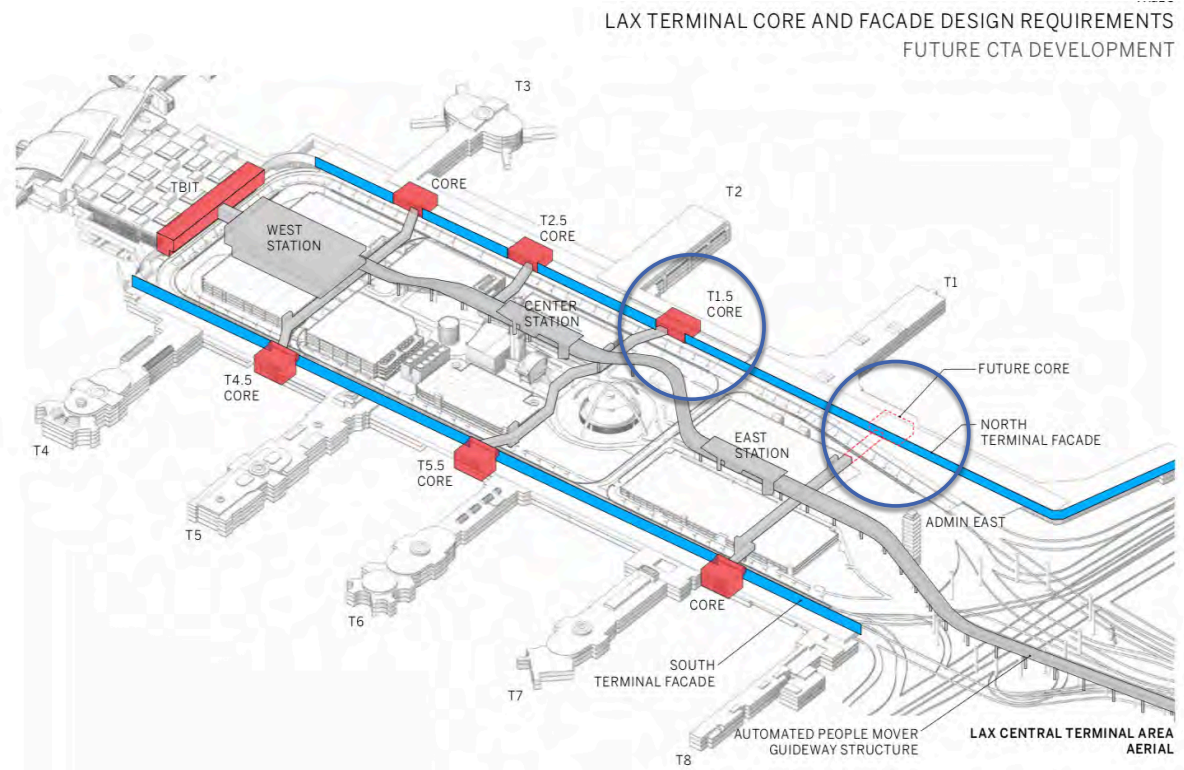 LAX TERMINAL CORE AND FACADE DESIGN REQUIREMENTS
FUTURE CTA DEVELOPMENT
T3
TBIT
CORE
T2
WEST
STATION
T2.5
CORE
T1
CENTER
STATION
T1.5
CORE
FUTURE CORE
T4.5
CORE
NORTH
TERMINAL FACADE
T4
EAST
STATION
T5.5
CORE
ADMIN EAST
T5
CORE
T6
SOUTH
TERMINAL FACADE
T7
AUTOMATED PEOPLE MOVER
GUIDEWAY STRUCTURE
LAX CENTRAL TERMINAL AREA
AERIAL
T8